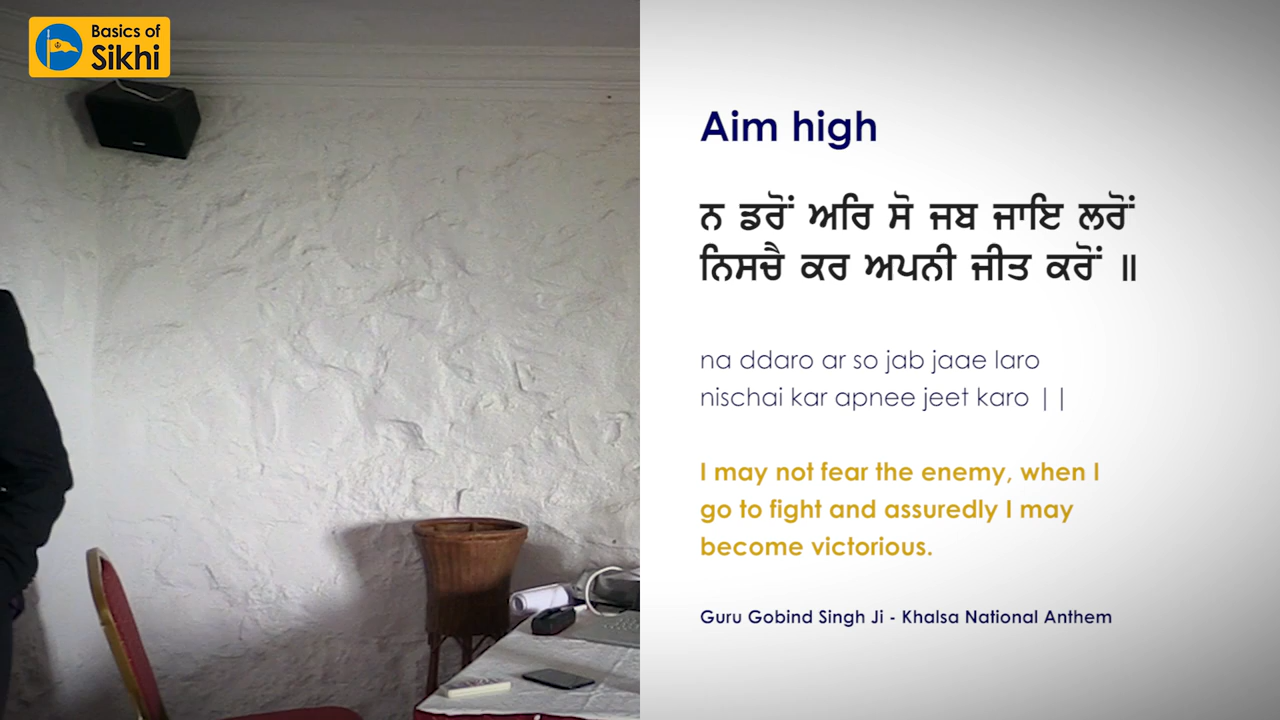 Basics of
Sikhi
Aim high
ਨ ਡਰੋਂ ਅਰਿ ਸੋ ਜਬ ਜਾਇ ਲਰੋਂ
ਨਿਸਚੈ ਕਰ ਅਪਨੀ ਜੀਤ ਕਰੋਂ ॥
na ddaro ar so jab jaae laro
nischai kar apnee jeet karo ||
I may not fear the enemy, when I
go to fight and assuredly I may
become victorious.
Guru Gobind Singh Ji - Khalsa National Anthem